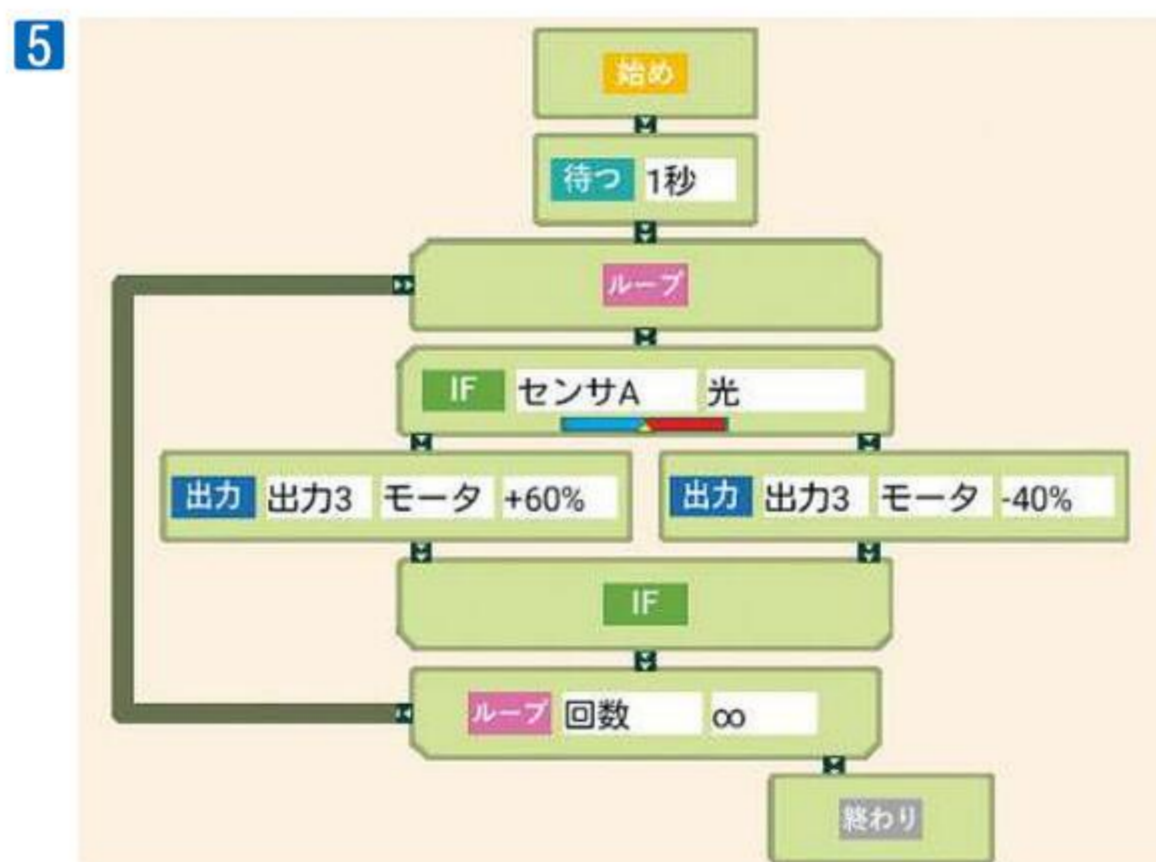 5
始め
待つ 1秒
ループ
IF センサA 光
出力 出力3 モータ +60%
出力 出力3 モータ -40%
IF
ループ 回数 ∞
終わり